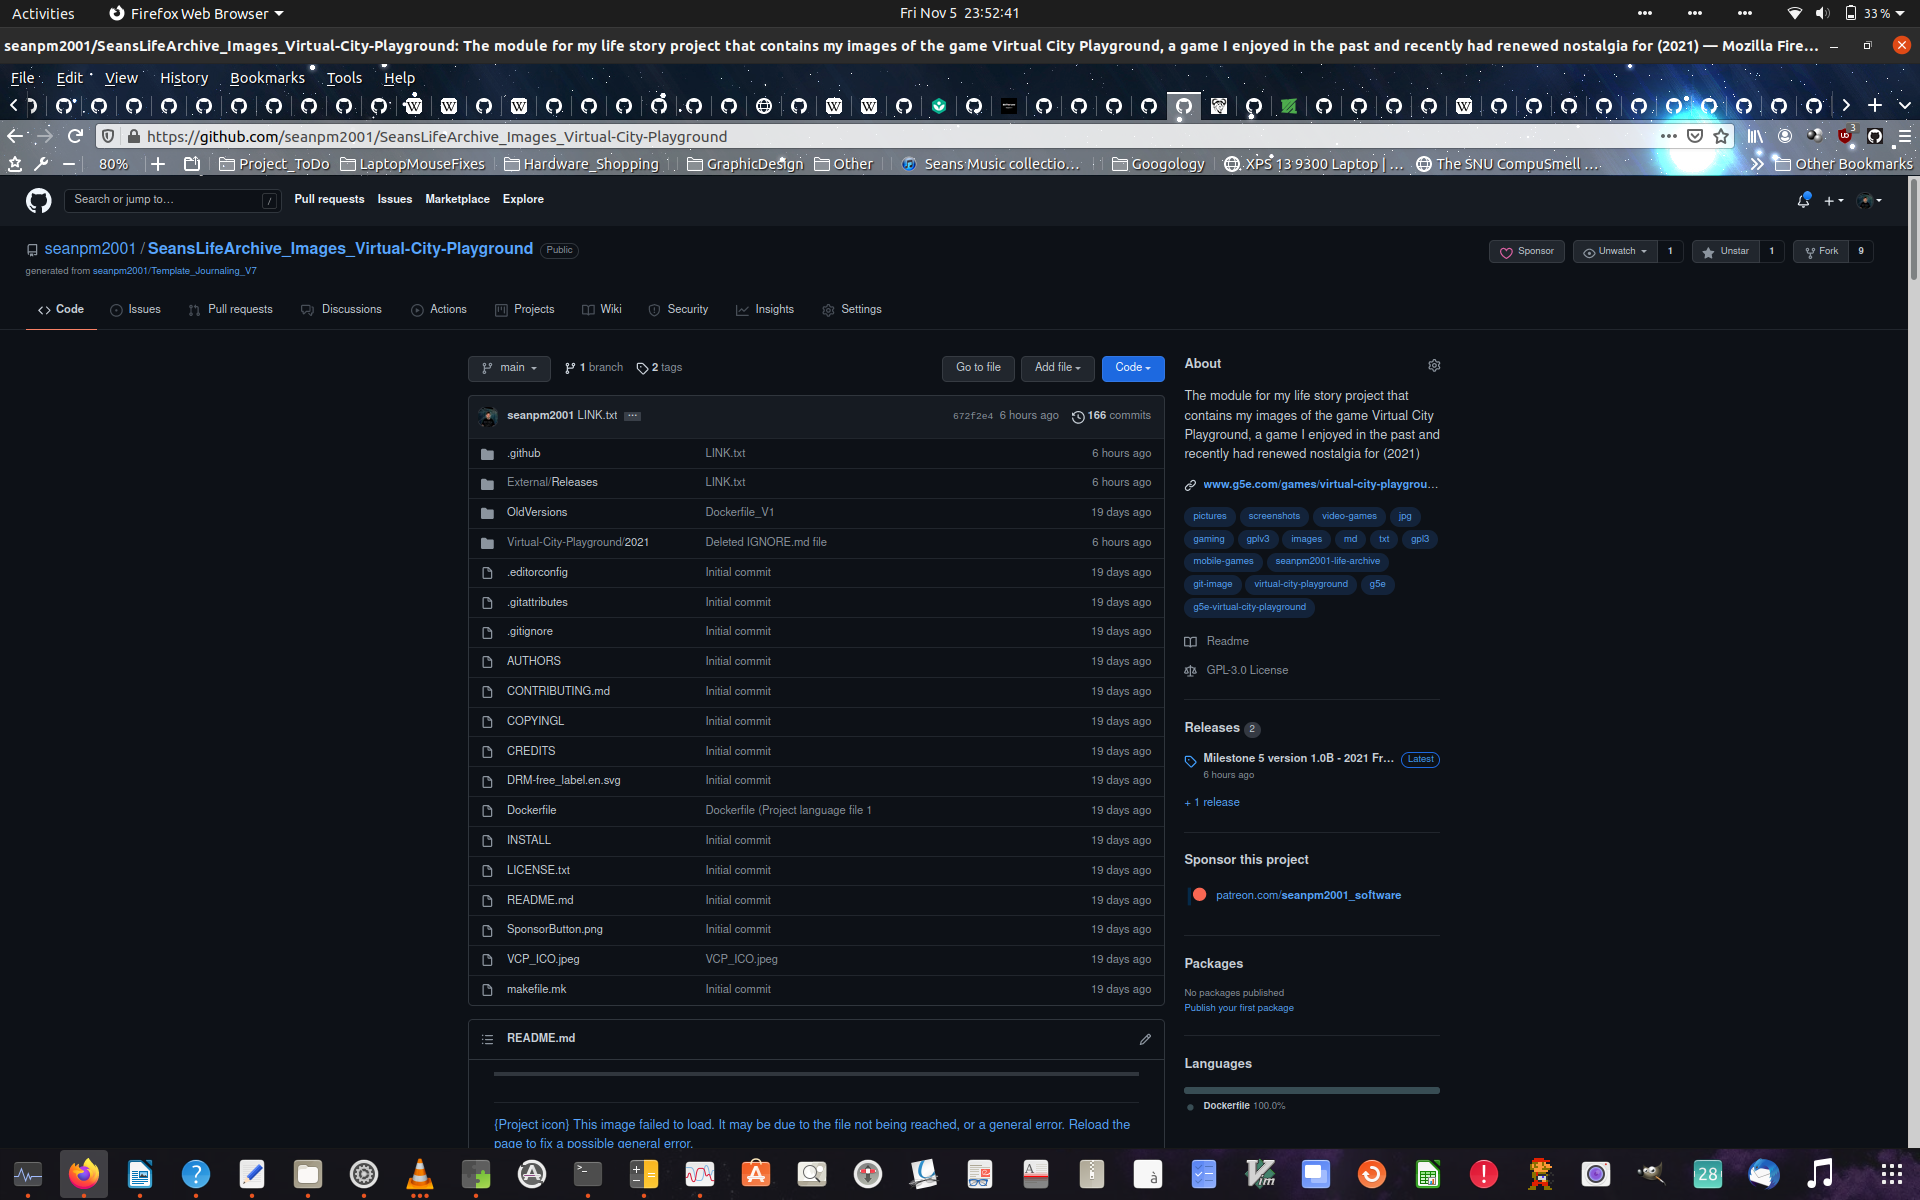 Activities
Firefox Web Browser
Fri Nov 5 23:52:41
33 %
seanpm2001/SeansLifeArchive_Images_Virtual-City-Playground: The module for my life story project that contains my images of the game Virtual City Playground, a game I enjoyed in the past and recently had renewed nostalgia for (2021) — Mozilla Fire…
File Edit View History Bookmarks Tools Help
https://github.com/seanpm2001/SeansLifeArchive_Images_Virtual-City-Playground
3
80%
Project_ToDo
LaptopMouseFixes
Hardware_Shopping
GraphicDesign
Other
Seans Music collectio…
Googology
XPS 13 9300 Laptop | …
The SNU CompuSmell …
Other Bookmarks
Search or jump to…
/
Pull requests
Issues
Marketplace
Explore
seanpm2001 / SeansLifeArchive_Images_Virtual-City-Playground
Public
Sponsor
Unwatch 1
Unstar 1
Fork 9
generated from seanpm2001/Template_Journaling_V7
Code
Issues
Pull requests
Discussions
Actions
Projects
Wiki
Security
Insights
Settings
main
1 branch
2 tags
Go to file
Add file
Code
seanpm2001 LINK.txt
672f2e4 6 hours ago
166 commits
.github LINK.txt 6 hours ago
External/Releases LINK.txt 6 hours ago
OldVersions Dockerfile_V1 19 days ago
Virtual-City-Playground/2021 Deleted IGNORE.md file 6 hours ago
.editorconfig Initial commit 19 days ago
.gitattributes Initial commit 19 days ago
.gitignore Initial commit 19 days ago
AUTHORS Initial commit 19 days ago
CONTRIBUTING.md Initial commit 19 days ago
COPYINGL Initial commit 19 days ago
CREDITS Initial commit 19 days ago
DRM-free_label.en.svg Initial commit 19 days ago
Dockerfile Dockerfile (Project language file 1 19 days ago
INSTALL Initial commit 19 days ago
LICENSE.txt Initial commit 19 days ago
README.md Initial commit 19 days ago
SponsorButton.png Initial commit 19 days ago
VCP_ICO.jpeg VCP_ICO.jpeg 19 days ago
makefile.mk Initial commit 19 days ago
README.md
{Project icon} This image failed to load. It may be due to the file not being reached, or a general error. Reload the
page to fix a possible general error.
About
The module for my life story project that
contains my images of the game Virtual City
Playground, a game I enjoyed in the past and
recently had renewed nostalgia for (2021)
www.g5e.com/games/virtual-city-playgrou…
pictures screenshots video-games jpg
gaming gplv3 images md txt gpl3
mobile-games seanpm2001-life-archive
git-image virtual-city-playground g5e
g5e-virtual-city-playground
Readme
GPL-3.0 License
Releases 2
Milestone 5 version 1.0B - 2021 Fr…
Latest
6 hours ago
+ 1 release
Sponsor this project
patreon.com/seanpm2001_software
Packages
No packages published
Publish your first package
Languages
Dockerfile 100.0%
28